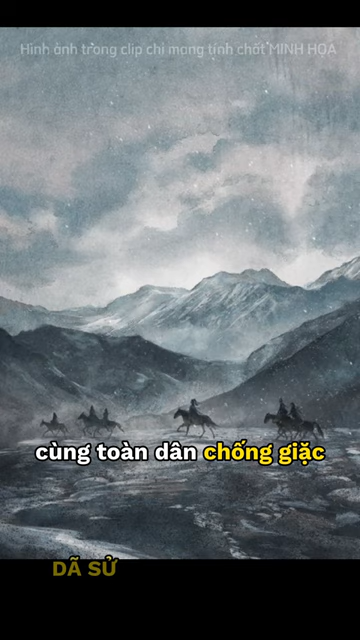 Hình ảnh trong clip chỉ mang tính chất MINH HỌA
cùng toàn dân chống giặc
DÃ SỬ